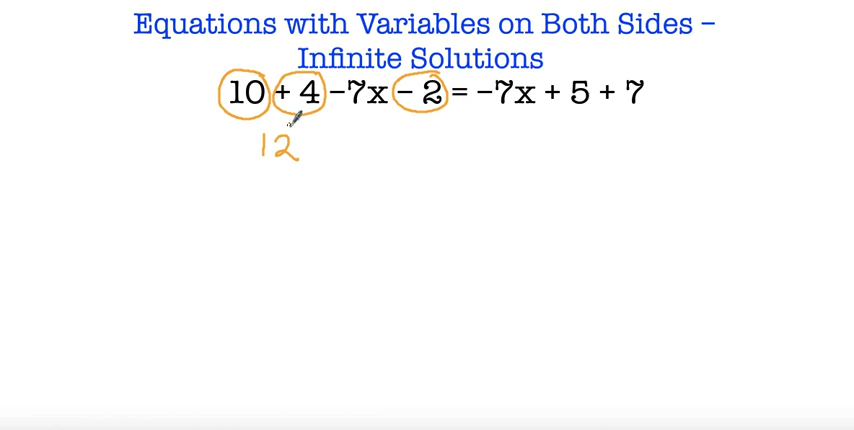 Equations with Variables on Both Sides –
Infinite Solutions
10 + 4 –7x – 2 = –7x + 5 + 7
12